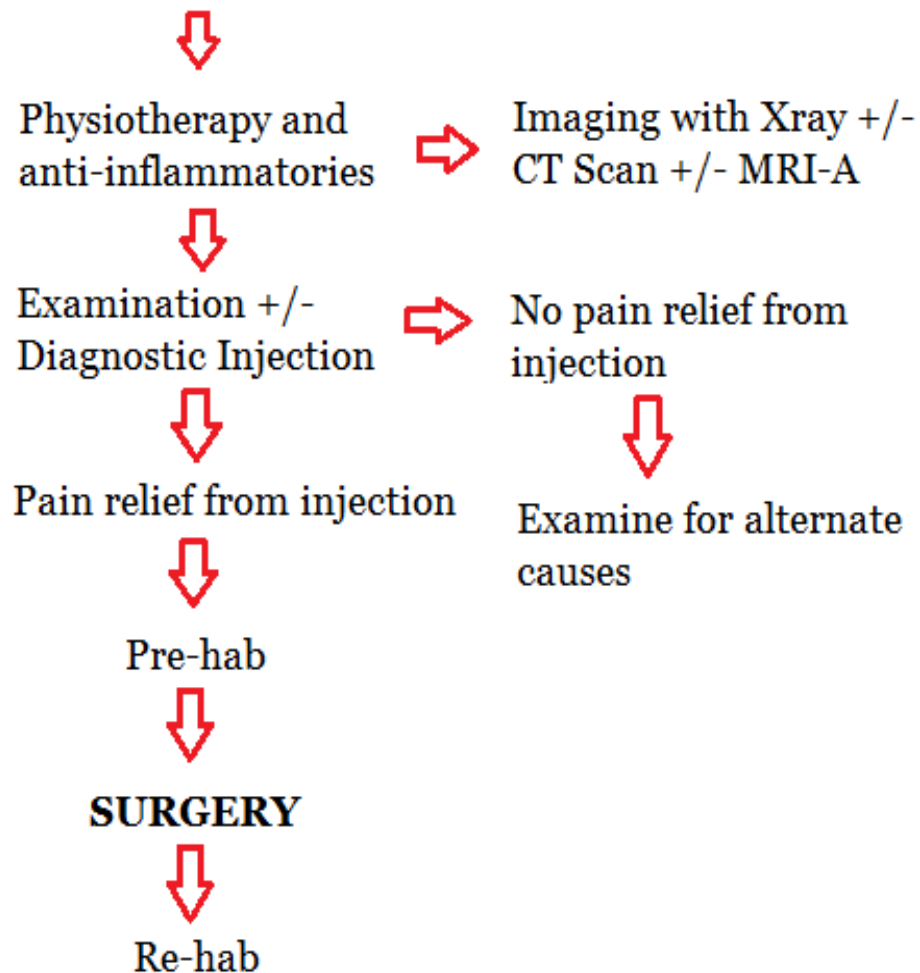 Physiotherapy and
anti-inflammatories
Imaging with Xray +/-
CT Scan +/- MRI-A
Examination +/-
Diagnostic Injection
No pain relief from
injection
Pain relief from injection
Examine for alternate
causes
Pre-hab
SURGERY
Re-hab